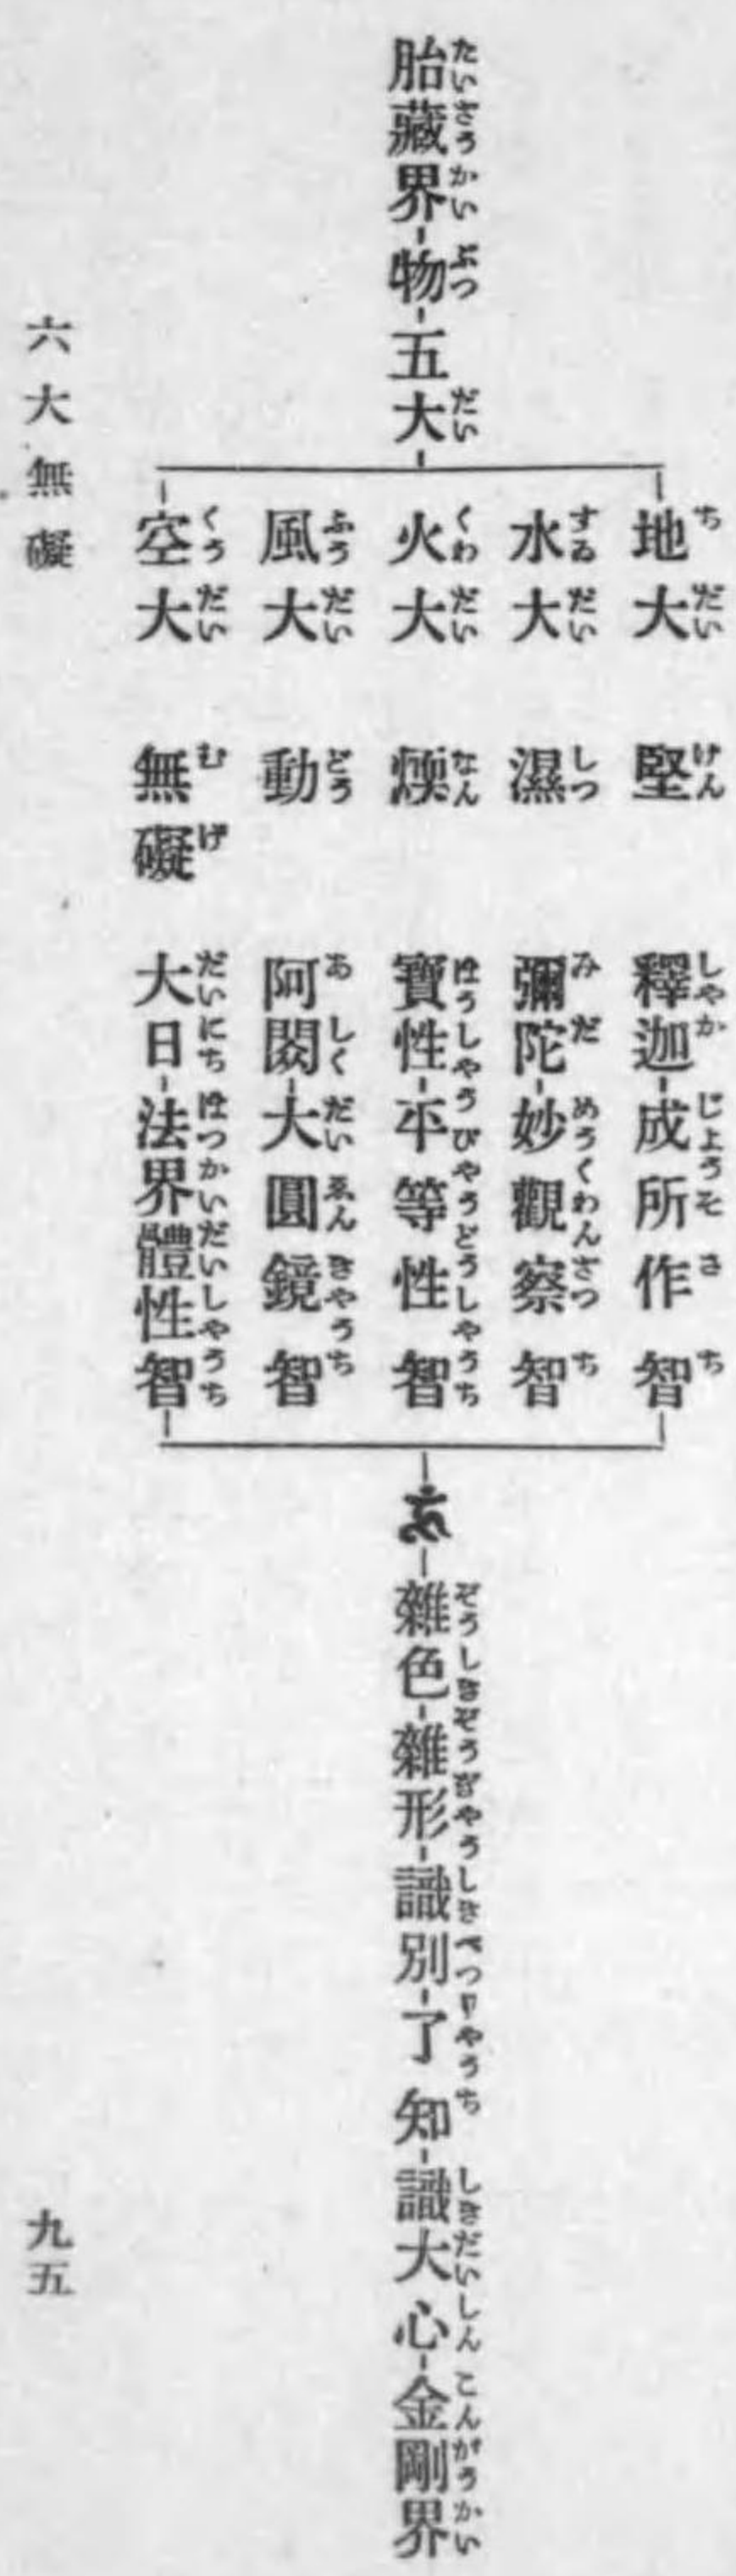 胎藏界-物-五大
地大　堅　釋迦-成所作智
水大　濕　彌陀-妙觀察智
火大　煗　寶性-平等性智
風大　動　阿閦-大圓鏡智
空大　無礙　大日-法界體性智
雜色-雜形-識別-了知-識大心-金剛界
六大無礙
九五